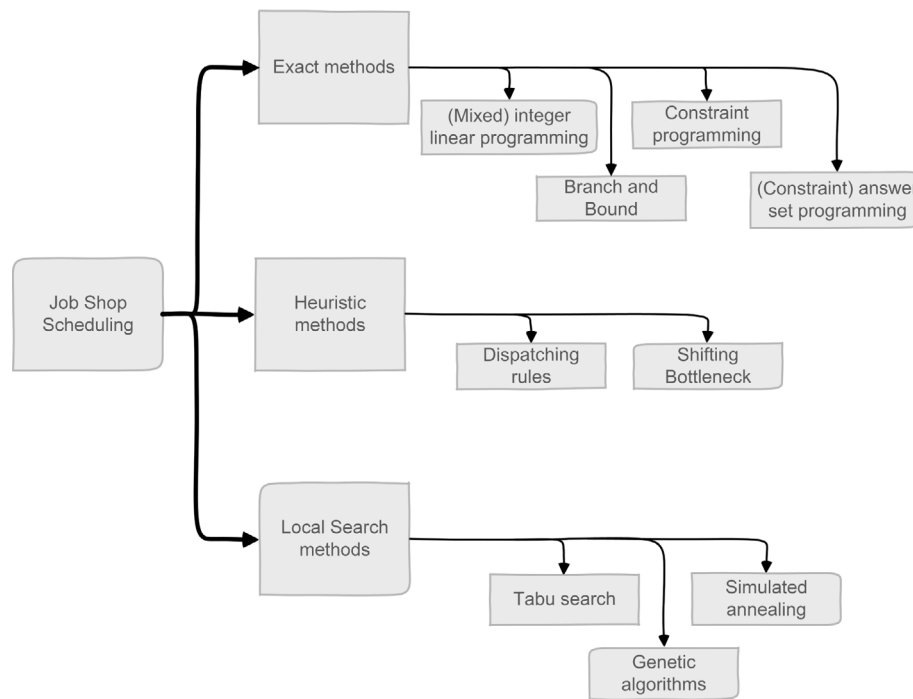 Exact methods
(Mixed) integer
linear programming
Constraint
programming
Branch and
Bound
(Constraint) answe
set programming
Job Shop
Scheduling
Heuristic
methods
Dispatching
rules
Shifting
Bottleneck
Local Search
methods
Tabu search
Simulated
annealing
Genetic
algorithms